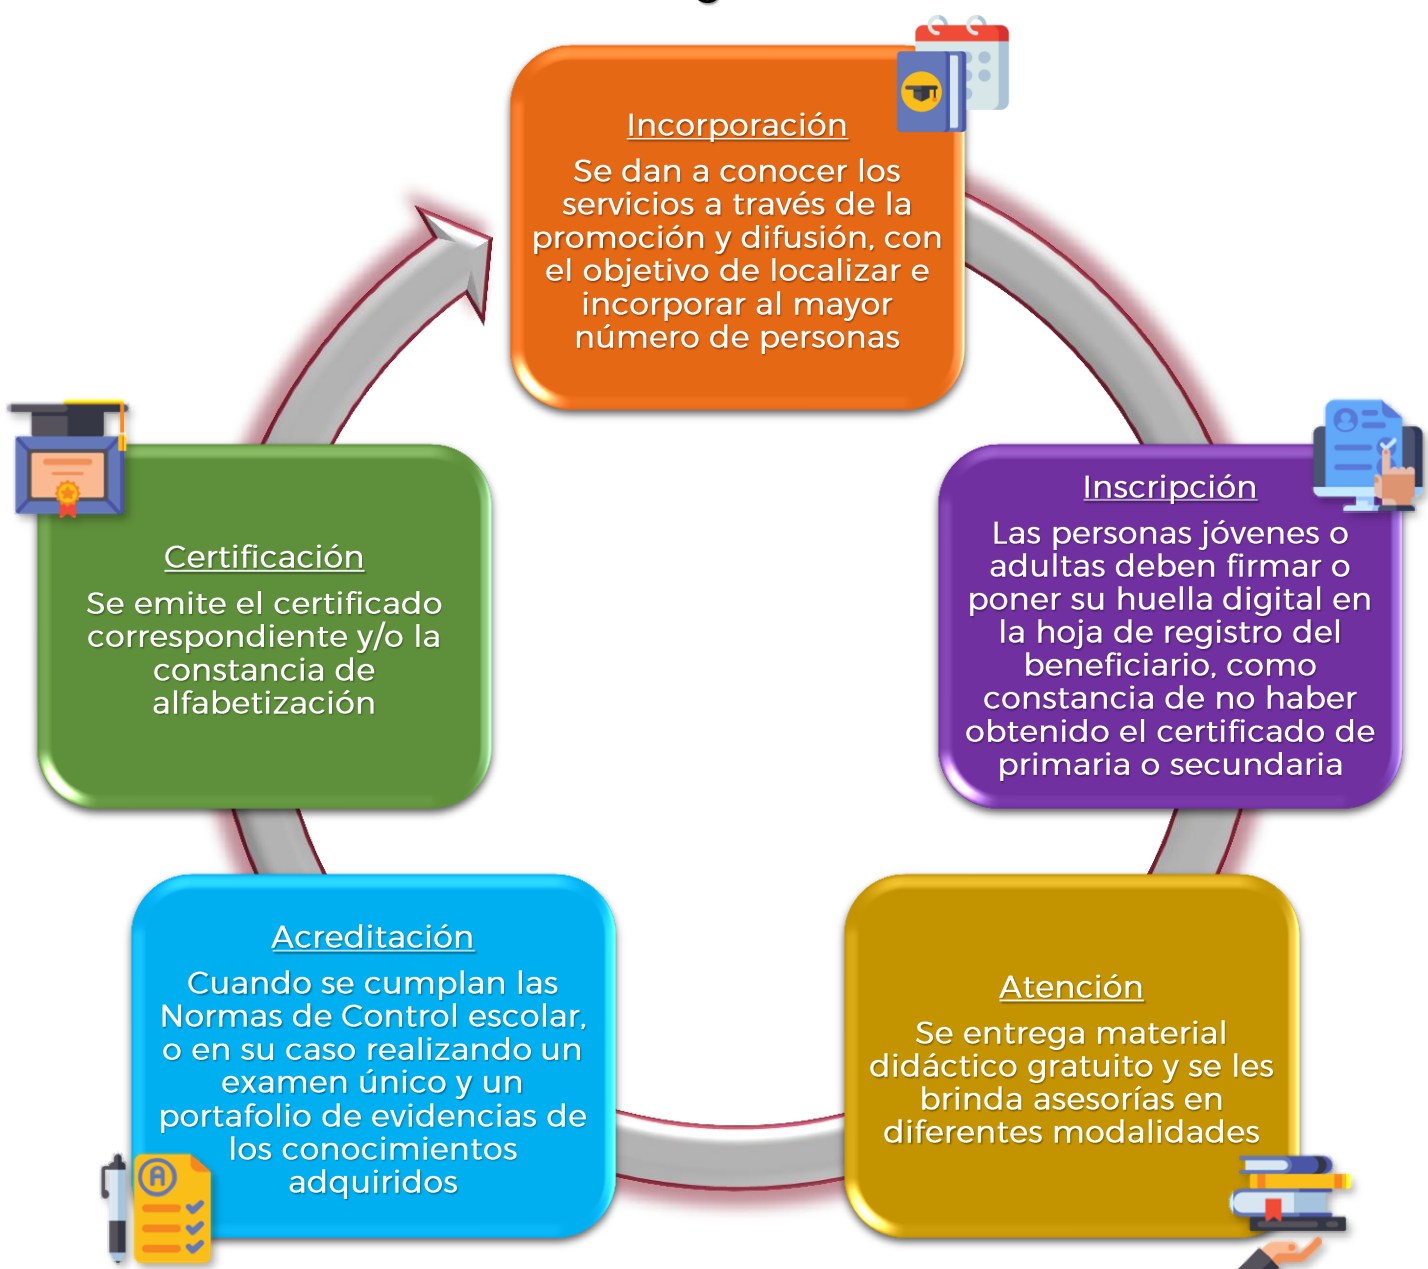 Incorporación
Se dan a conocer los
servicios a través de la
promoción y difusión, con
el objetivo de localizar e
incorporar al mayor
número de personas
Inscripción
Las personas jóvenes o
adultas deben firmar o
poner su huella digital en
la hoja de registro del
beneficiario, como
constancia de no haber
obtenido el certificado de
primaria o secundaria
Atención
Se entrega material
didáctico gratuito y se les
brinda asesorías en
diferentes modalidades
Acreditación
Cuando se cumplan las
Normas de Control escolar,
o en su caso realizando un
examen único y un
portafolio de evidencias de
los conocimientos
adquiridos
A
Certificación
Se emite el certificado
correspondiente y/o la
constancia de
alfabetización